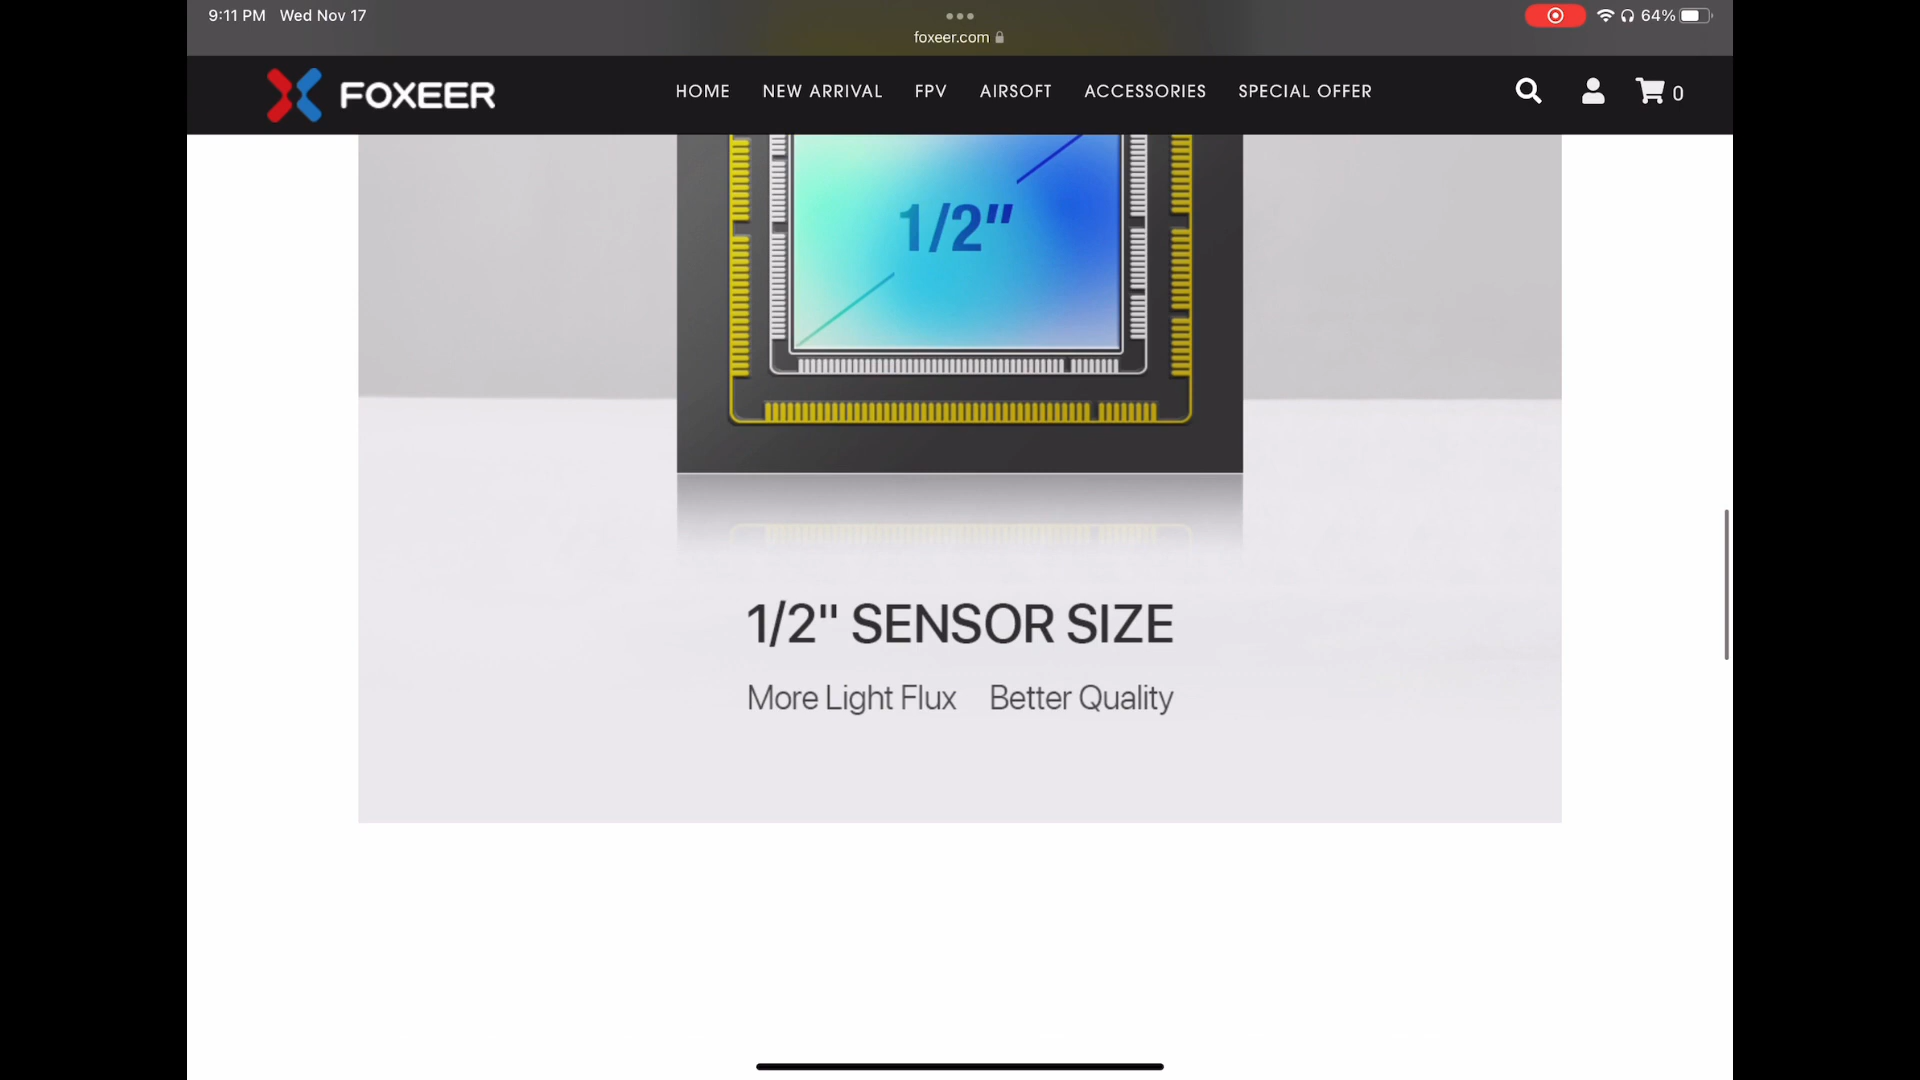 9:11 PM Wed Nov 17
64%
foxeer.com
FOXEER
HOME NEW ARRIVAL FPV AIRSOFT ACCESSORIES SPECIAL OFFER
0
1/2"
1/2" SENSOR SIZE
More Light Flux Better Quality